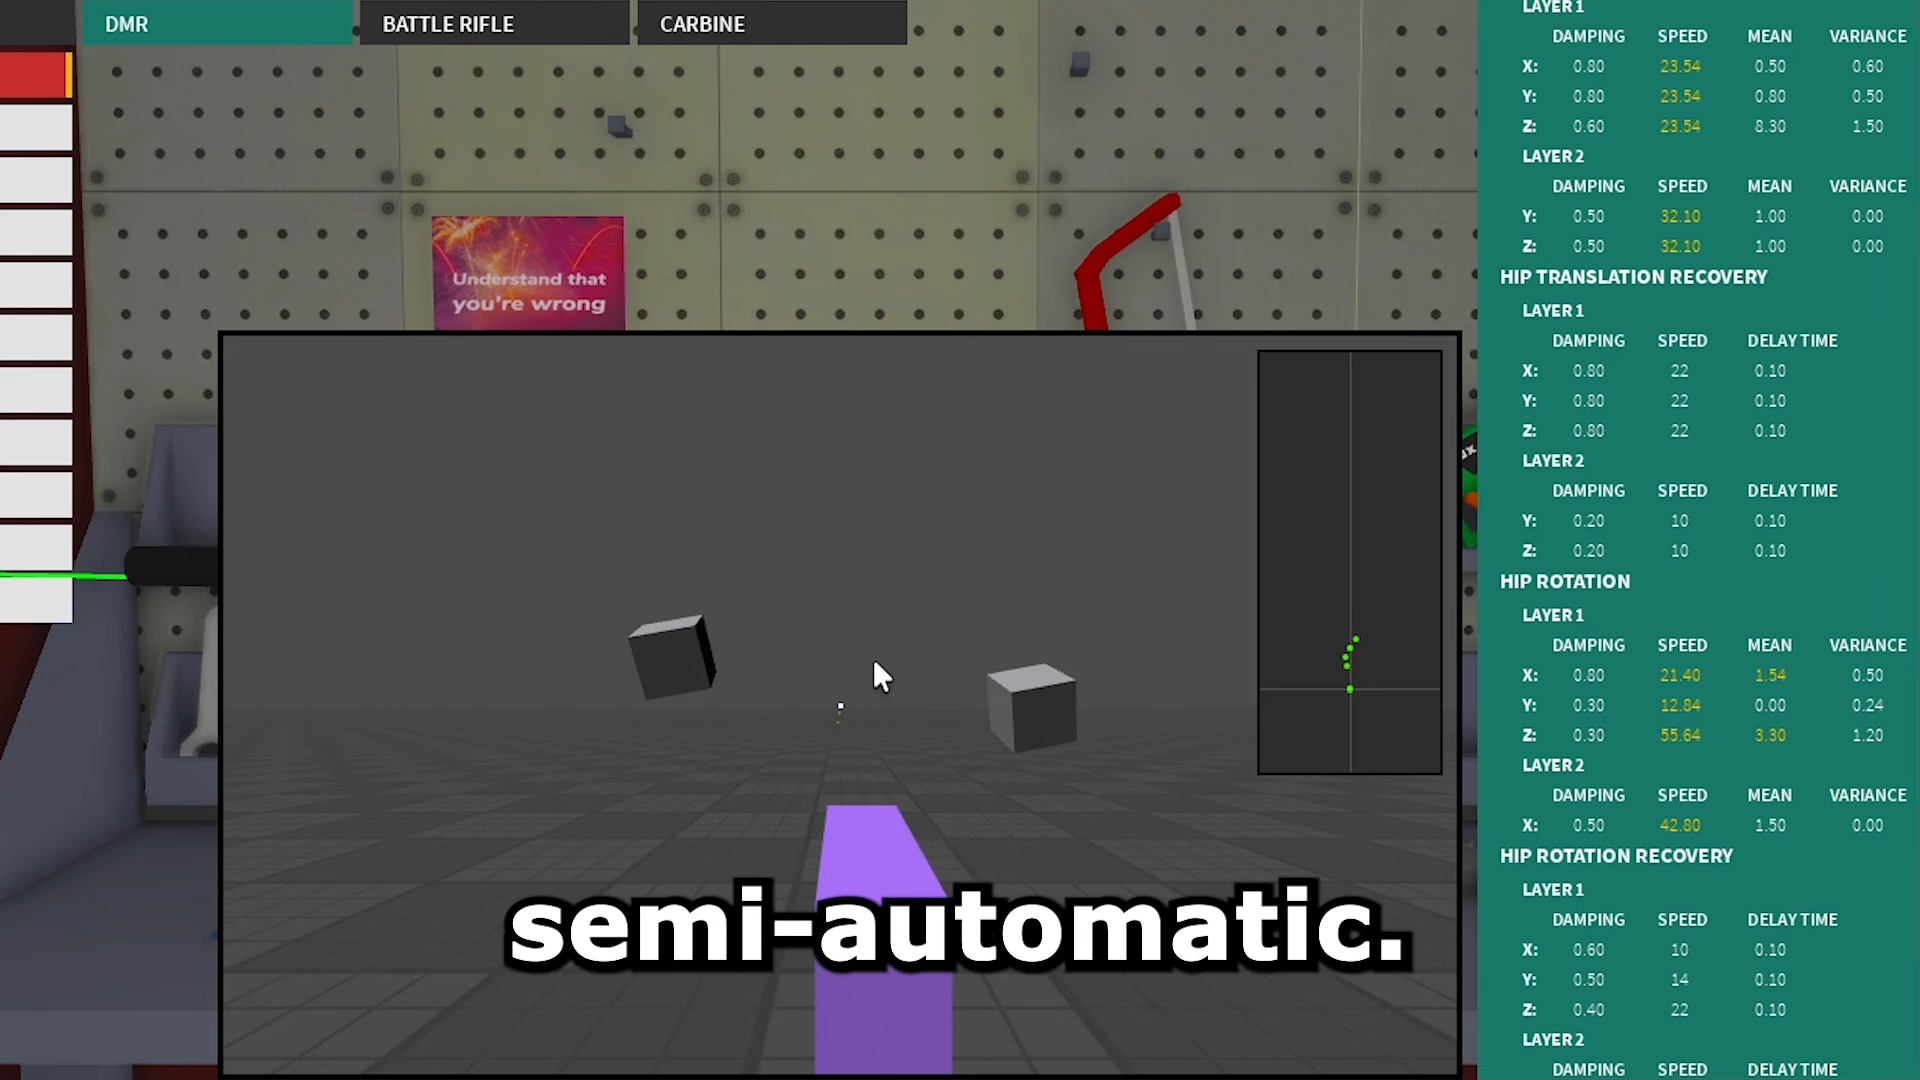 DMR
BATTLE RIFLE
CARBINE
Understand that
you're wrong
semi-automatic.
LAYER 1
DAMPING SPEED MEAN VARIANCE
X: 0.80 23.54 0.50 0.60
Y: 0.80 23.54 0.80 0.50
Z: 0.60 23.54 8.30 1.50
LAYER 2
DAMPING SPEED MEAN VARIANCE
Y: 0.50 32.10 1.00 0.00
Z: 0.50 32.10 1.00 0.00
HIP TRANSLATION RECOVERY
LAYER 1
DAMPING SPEED DELAY TIME
X: 0.80 22 0.10
Y: 0.80 22 0.10
Z: 0.80 22 0.10
LAYER 2
DAMPING SPEED DELAY TIME
Y: 0.20 10 0.10
Z: 0.20 10 0.10
HIP ROTATION
LAYER 1
DAMPING SPEED MEAN VARIANCE
X: 0.80 21.40 1.54 0.50
Y: 0.30 12.84 0.00 0.24
Z: 0.30 55.64 3.30 1.20
LAYER 2
DAMPING SPEED MEAN VARIANCE
X: 0.50 42.80 1.50 0.00
HIP ROTATION RECOVERY
LAYER 1
DAMPING SPEED DELAY TIME
X: 0.60 10 0.10
Y: 0.50 14 0.10
Z: 0.40 22 0.10
LAYER 2
DAMPING SPEED DELAY TIME